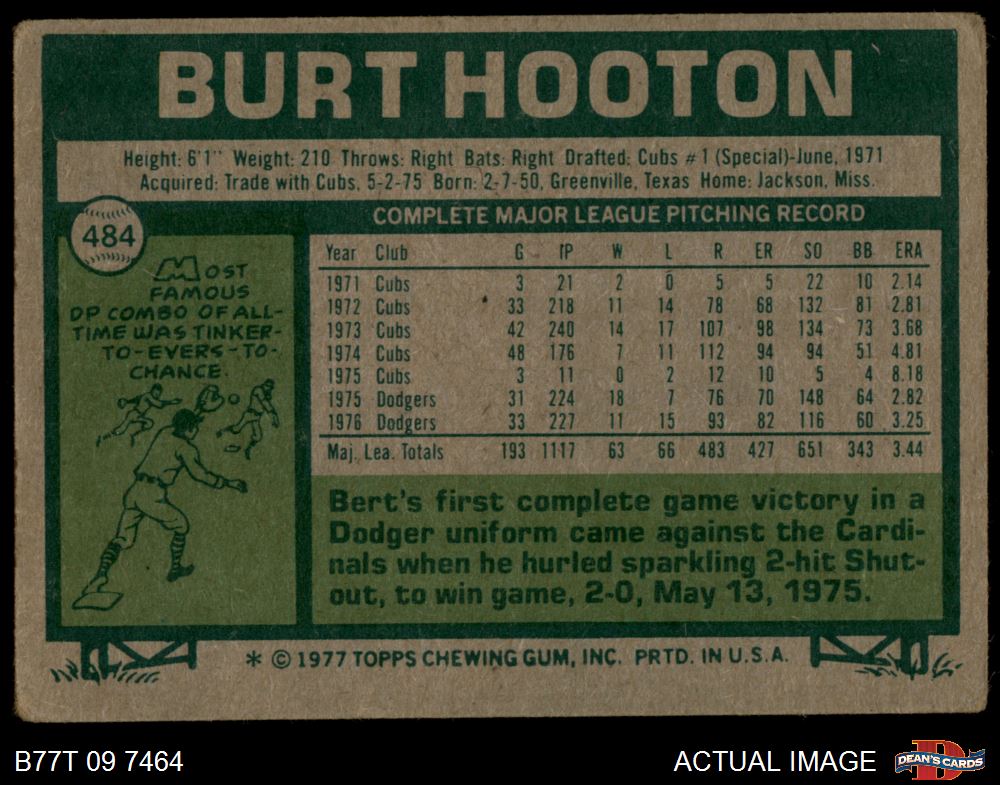 BURT HOOTON
Height: 6'1" Weight: 210 Throws: Right Bats: Right Drafted: Cubs #1 (Special)-June, 1971
Acquired: Trade with Cubs, 5-2-75 Born: 2-7-50, Greenville, Texas Home: Jackson, Miss.
484
MOST
FAMOUS
DP COMBO OF ALL-
TIME WAS TINKER-
TO-EVERS-TO-
CHANCE.
COMPLETE MAJOR LEAGUE PITCHING RECORD
Year Club G IP W L R ER SO BB ERA
1971 Cubs 3 21 2 0 5 5 22 10 2.14
1972 Cubs 33 218 11 14 78 68 132 81 2.81
1973 Cubs 42 240 14 17 107 98 134 73 3.68
1974 Cubs 48 176 7 11 112 94 94 51 4.81
1975 Cubs 3 11 0 2 12 10 5 4 8.18
1975 Dodgers 31 224 18 7 76 70 148 64 2.82
1976 Dodgers 33 227 11 15 93 82 116 60 3.25
Maj. Lea. Totals 193 1117 63 66 483 427 651 343 3.44
Bert's first complete game victory in a
Dodger uniform came against the Cardi-
nals when he hurled sparkling 2-hit Shut-
out, to win game, 2-0, May 13, 1975.
* © 1977 TOPPS CHEWING GUM, INC. PRTD. IN U.S.A.
B77T 09 7464
ACTUAL IMAGE
DEAN'S CARDS